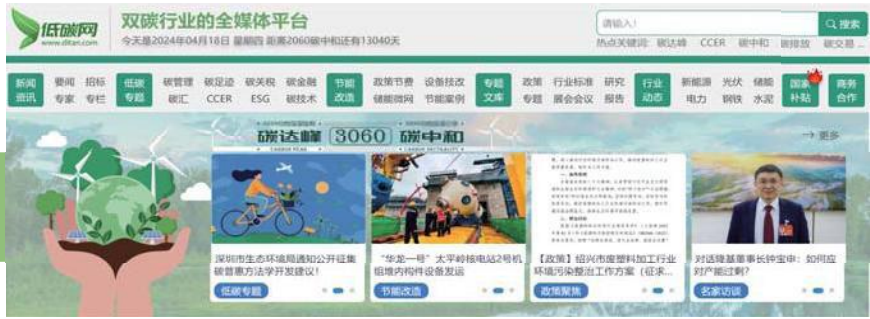 低碳网
www.ditan.com
双碳行业的全媒体平台
今天是2024年04月18日 星期四 距离2060碳中和还有13040天
请输入！
搜索
热点关键词: 碳达峰 CCER 碳中和 碳排放 碳交易 ...
新闻 要闻 招标 低碳 碳管理 碳足迹 碳关税 碳金融 节能 政策节费 设备技改 专题 政策 行业标准 研究 行业 新能源 光伏 储能 国家 商务
资讯 专家 专栏 专题 碳汇 CCER ESG 碳技术 改造 储能微网 节能案例 文库 专题 展会会议 报告 动态 电力 钢铁 水泥 补贴 合作
碳达峰 3060 碳中和
→ 更多
深圳市生态环境局通知公开征集
碳普惠方法学开发建议！
低碳专题
“华龙一号”太平岭核电站2号机
组堆内构件设备发运
节能改造
【政策】绍兴市废塑料加工行业
环境污染整治工作方案（征求...
政策聚焦
对话隆基董事长钟宝申：如何应
对产能过剩？
名家访谈